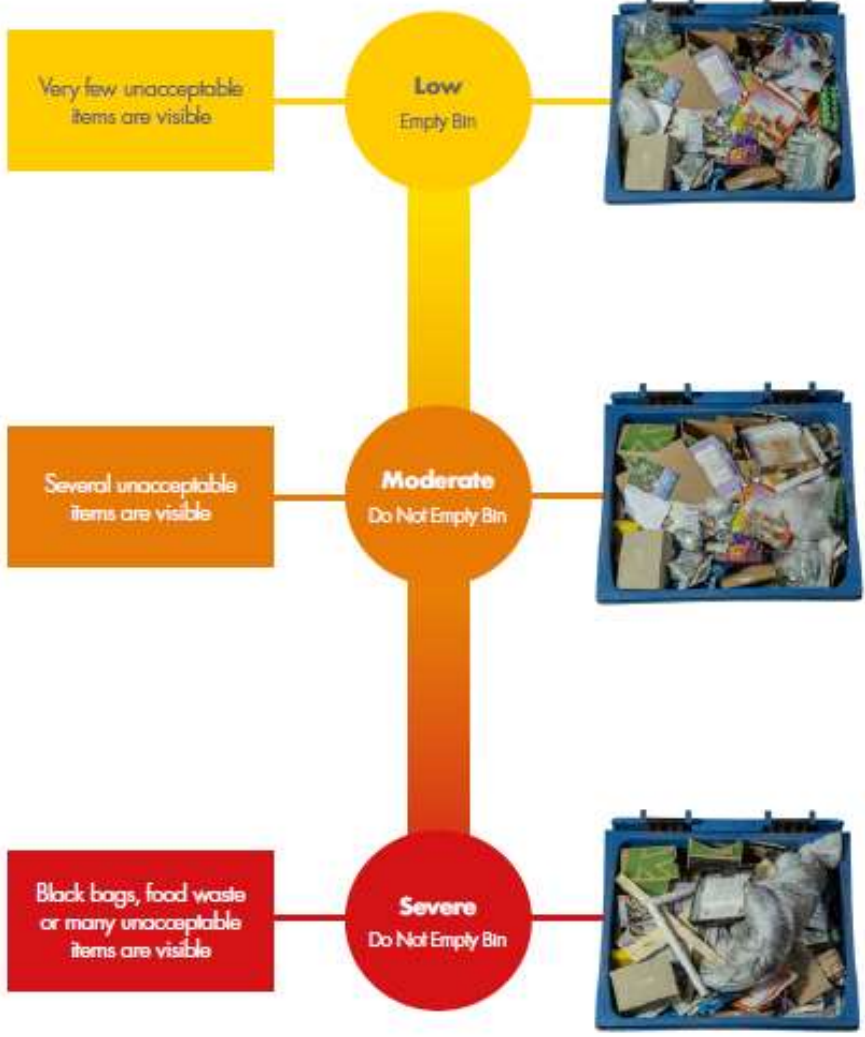 Very few unacceptable
items are visible
Low
Empty Bin
Several unacceptable
items are visible
Moderate
Do Not Empty Bin
Black bags, food waste
or many unacceptable
items are visible
Severe
Do Not Empty Bin